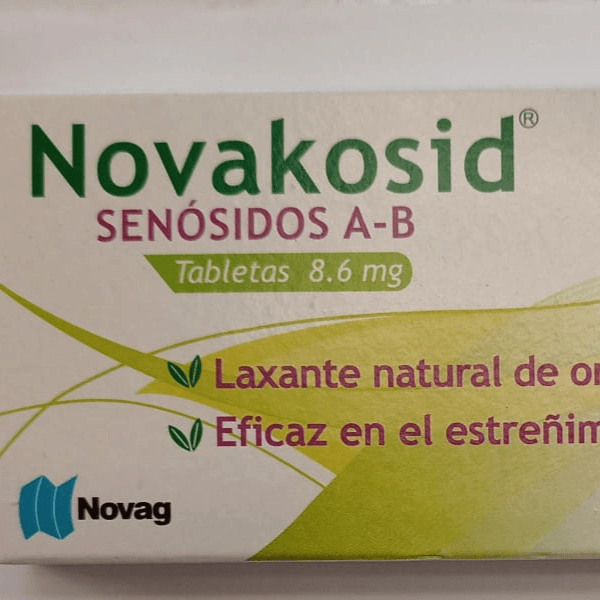 Novakosid®
SENÓSIDOS A-B
Tabletas 8.6 mg
Laxante natural de
Eficaz en el
Novag